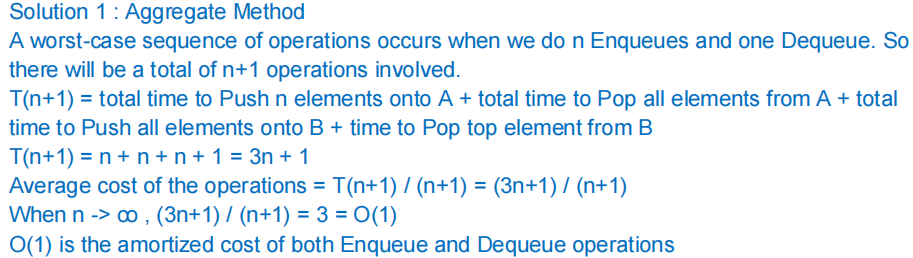 Solution 1 : Aggregate Method
A worst-case sequence of operations occurs when we do n Enqueues and one Dequeue. So
there will be a total of n+1 operations involved.
T(n+1) = total time to Push n elements onto A + total time to Pop all elements from A + total
time to Push all elements onto B + time to Pop top element from B
T(n+1) = n + n + n + 1 = 3n + 1
Average cost of the operations = T(n+1) / (n+1) = (3n+1) / (n+1)
When n -> ∞ , (3n+1) / (n+1) = 3 = O(1)
O(1) is the amortized cost of both Enqueue and Dequeue operations